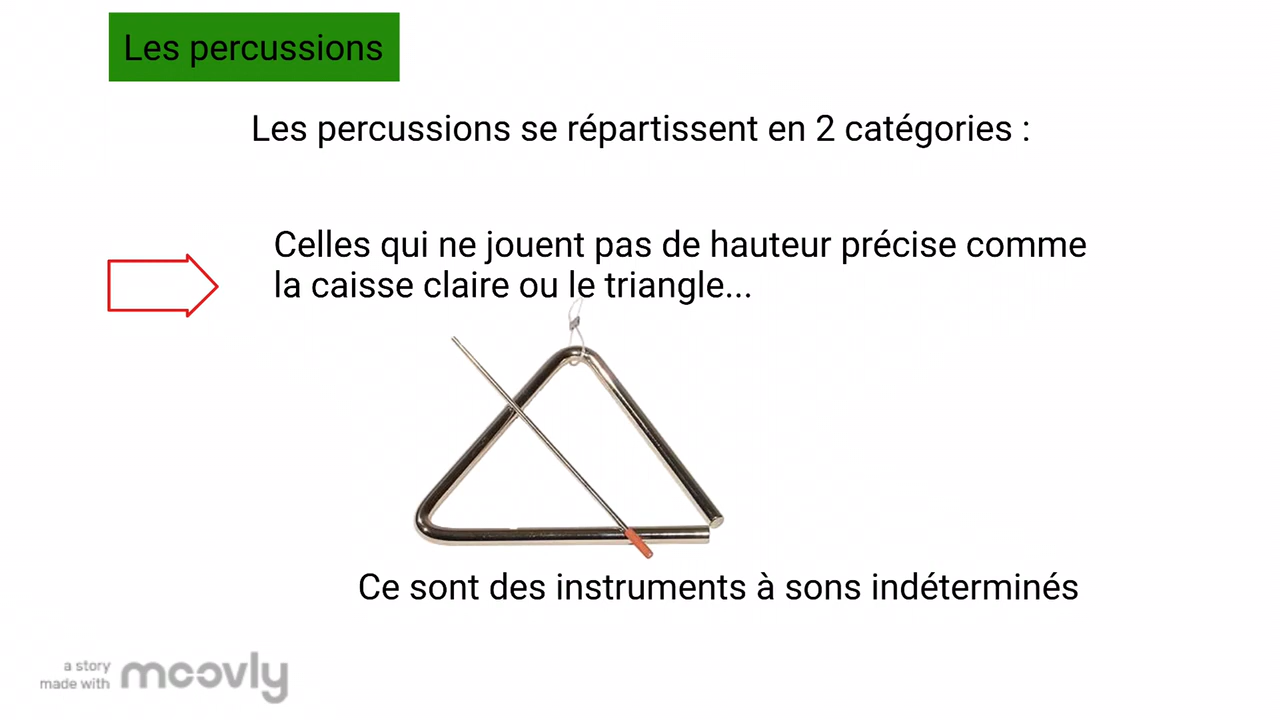 Les percussions
Les percussions se répartissent en 2 catégories :
Celles qui ne jouent pas de hauteur précise comme
la caisse claire ou le triangle...
Ce sont des instruments à sons indéterminés
a story
made with
moovly